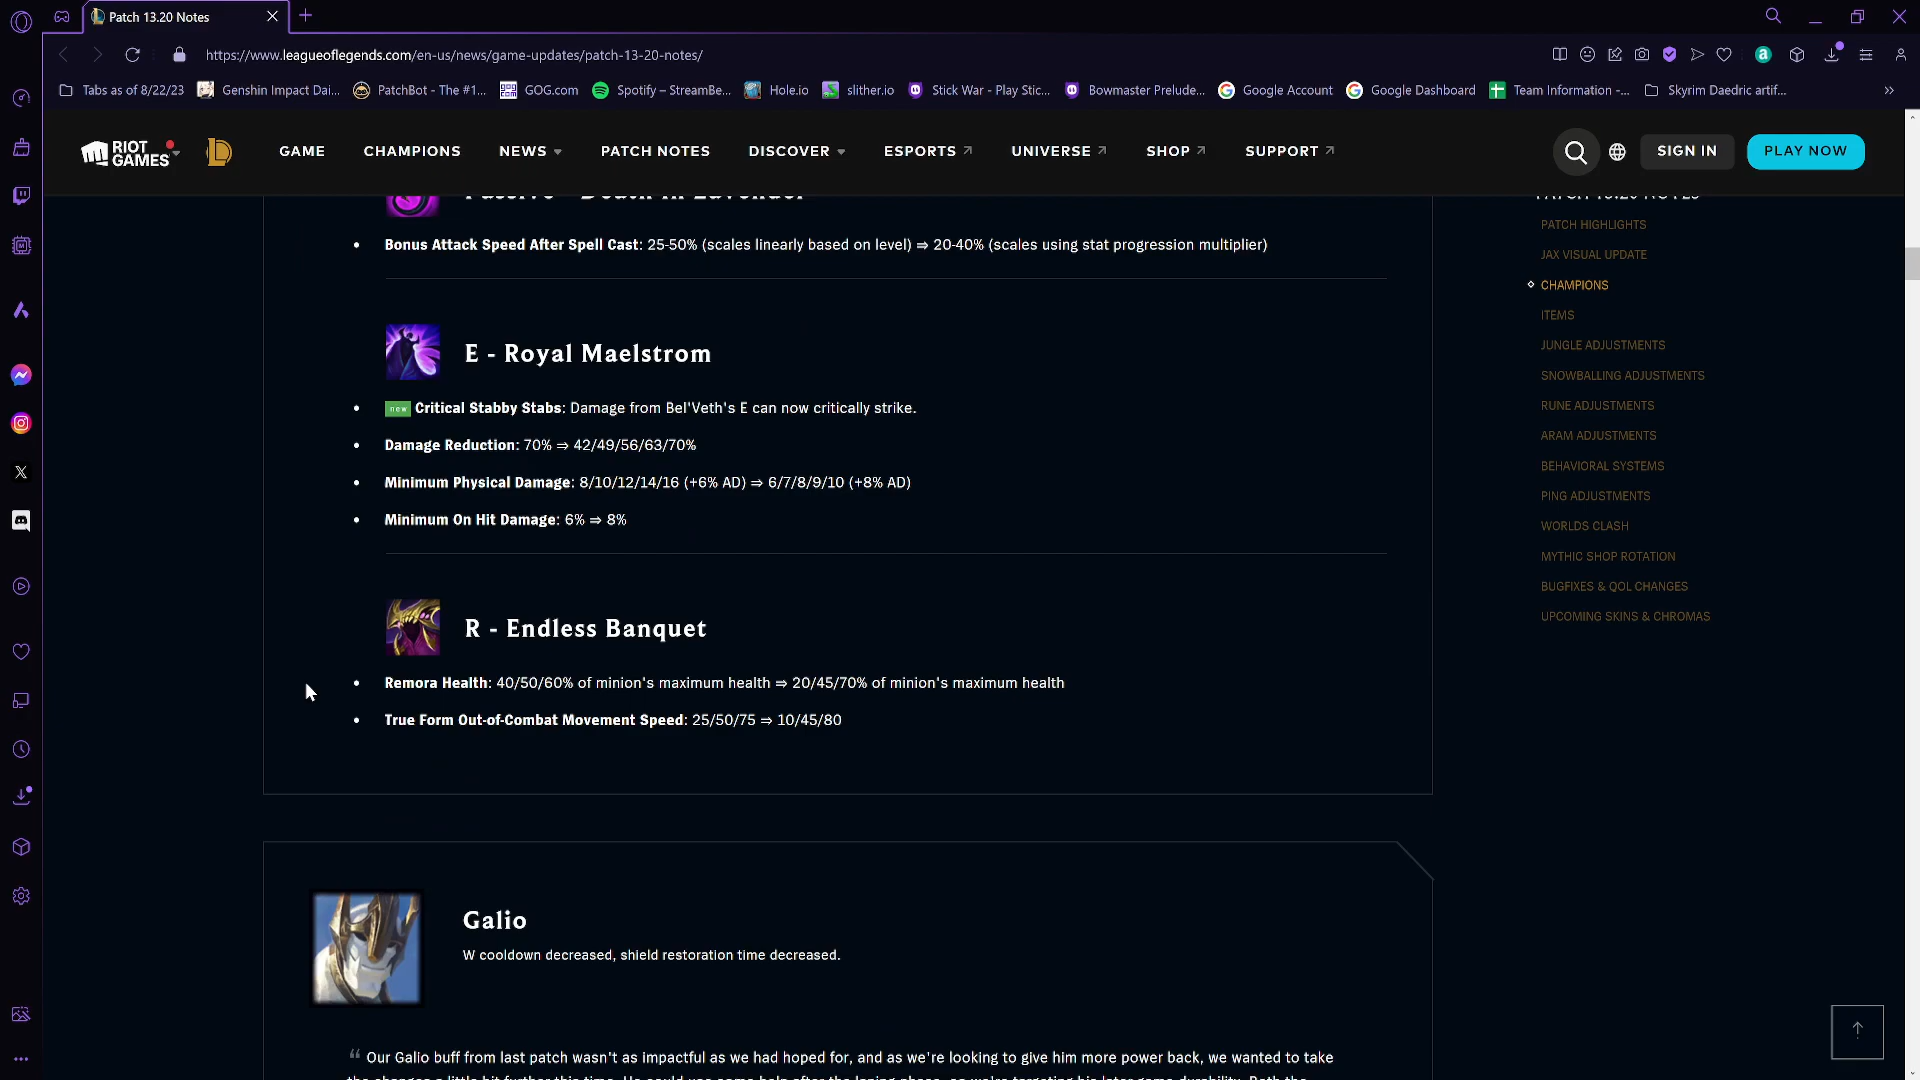 Patch 13.20 Notes
https://www.leagueoflegends.com/en-us/news/game-updates/patch-13-20-notes/
Tabs as of 8/22/23 Genshin Impact Dai... PatchBot - The #1... GOG.com Spotify – StreamBe... Hole.io slither.io Stick War - Play Stic... Bowmaster Prelude... Google Account Google Dashboard Team Information -... Skyrim Daedric artif... »
RIOT GAMES GAME CHAMPIONS NEWS PATCH NOTES DISCOVER ESPORTS UNIVERSE SHOP SUPPORT SIGN IN PLAY NOW
Passive - Death in Lavender
• Bonus Attack Speed After Spell Cast: 25-50% (scales linearly based on level) ⇒ 20-40% (scales using stat progression multiplier)
E - Royal Maelstrom
• new Critical Stabby Stabs: Damage from Bel'Veth's E can now critically strike.
• Damage Reduction: 70% ⇒ 42/49/56/63/70%
• Minimum Physical Damage: 8/10/12/14/16 (+6% AD) ⇒ 6/7/8/9/10 (+8% AD)
• Minimum On Hit Damage: 6% ⇒ 8%
R - Endless Banquet
• Remora Health: 40/50/60% of minion's maximum health ⇒ 20/45/70% of minion's maximum health
• True Form Out-of-Combat Movement Speed: 25/50/75 ⇒ 10/45/80
Galio
W cooldown decreased, shield restoration time decreased.
“ Our Galio buff from last patch wasn't as impactful as we had hoped for, and as we're looking to give him more power back, we wanted to take
PATCH 13.20 NOTES
PATCH HIGHLIGHTS
JAX VISUAL UPDATE
CHAMPIONS
ITEMS
JUNGLE ADJUSTMENTS
SNOWBALLING ADJUSTMENTS
RUNE ADJUSTMENTS
ARAM ADJUSTMENTS
BEHAVIORAL SYSTEMS
PING ADJUSTMENTS
WORLDS CLASH
MYTHIC SHOP ROTATION
BUGFIXES & QOL CHANGES
UPCOMING SKINS & CHROMAS